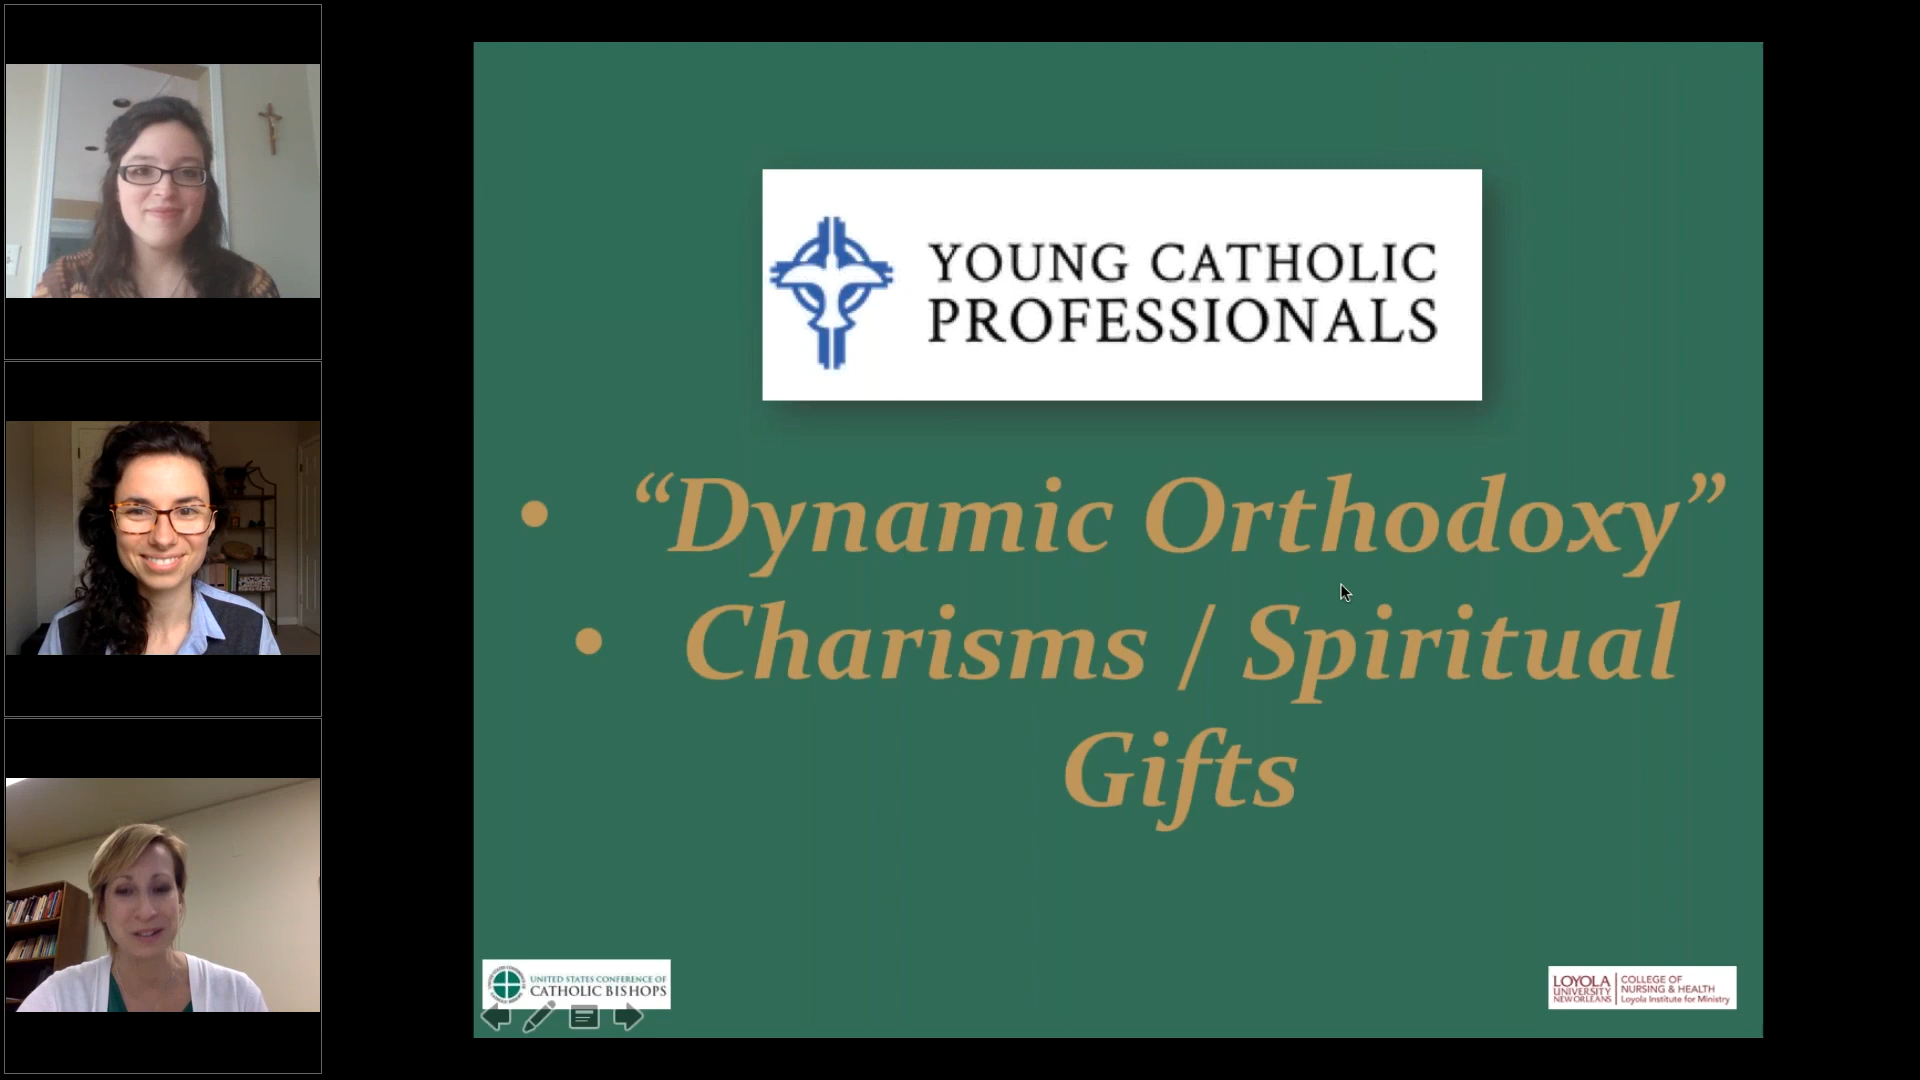 YOUNG CATHOLIC
PROFESSIONALS
• “Dynamic Orthodoxy”
• Charisms / Spiritual
Gifts
UNITED STATES CONFERENCE OF
CATHOLIC BISHOPS
LOYOLA
UNIVERSITY
NEW ORLEANS
COLLEGE OF
NURSING & HEALTH
Loyola Institute for Ministry